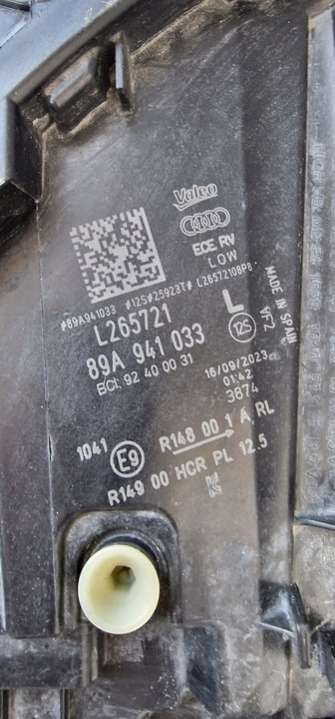 Valeo
ECE RV
LOW
#89A941033 #12S#25923T# L26572108P8
L265721
89A 941 033
BCI: 92 40 00 31
L
12S
MADE IN SPAIN
VF2
16/09/2023
01:42
3874
1041
E9
R148 00 1 A RL
R149 00 HCR PL 12.5